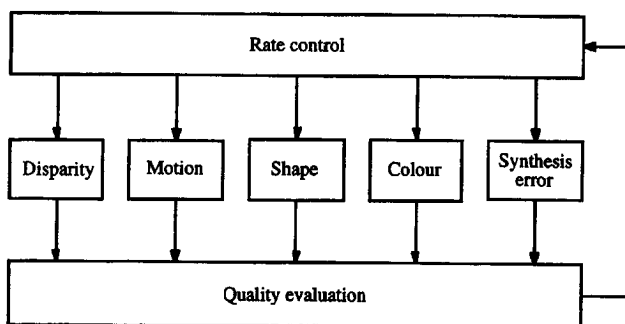 Rate control
Disparity
Motion
Shape
Colour
Synthesis
error
Quality evaluation